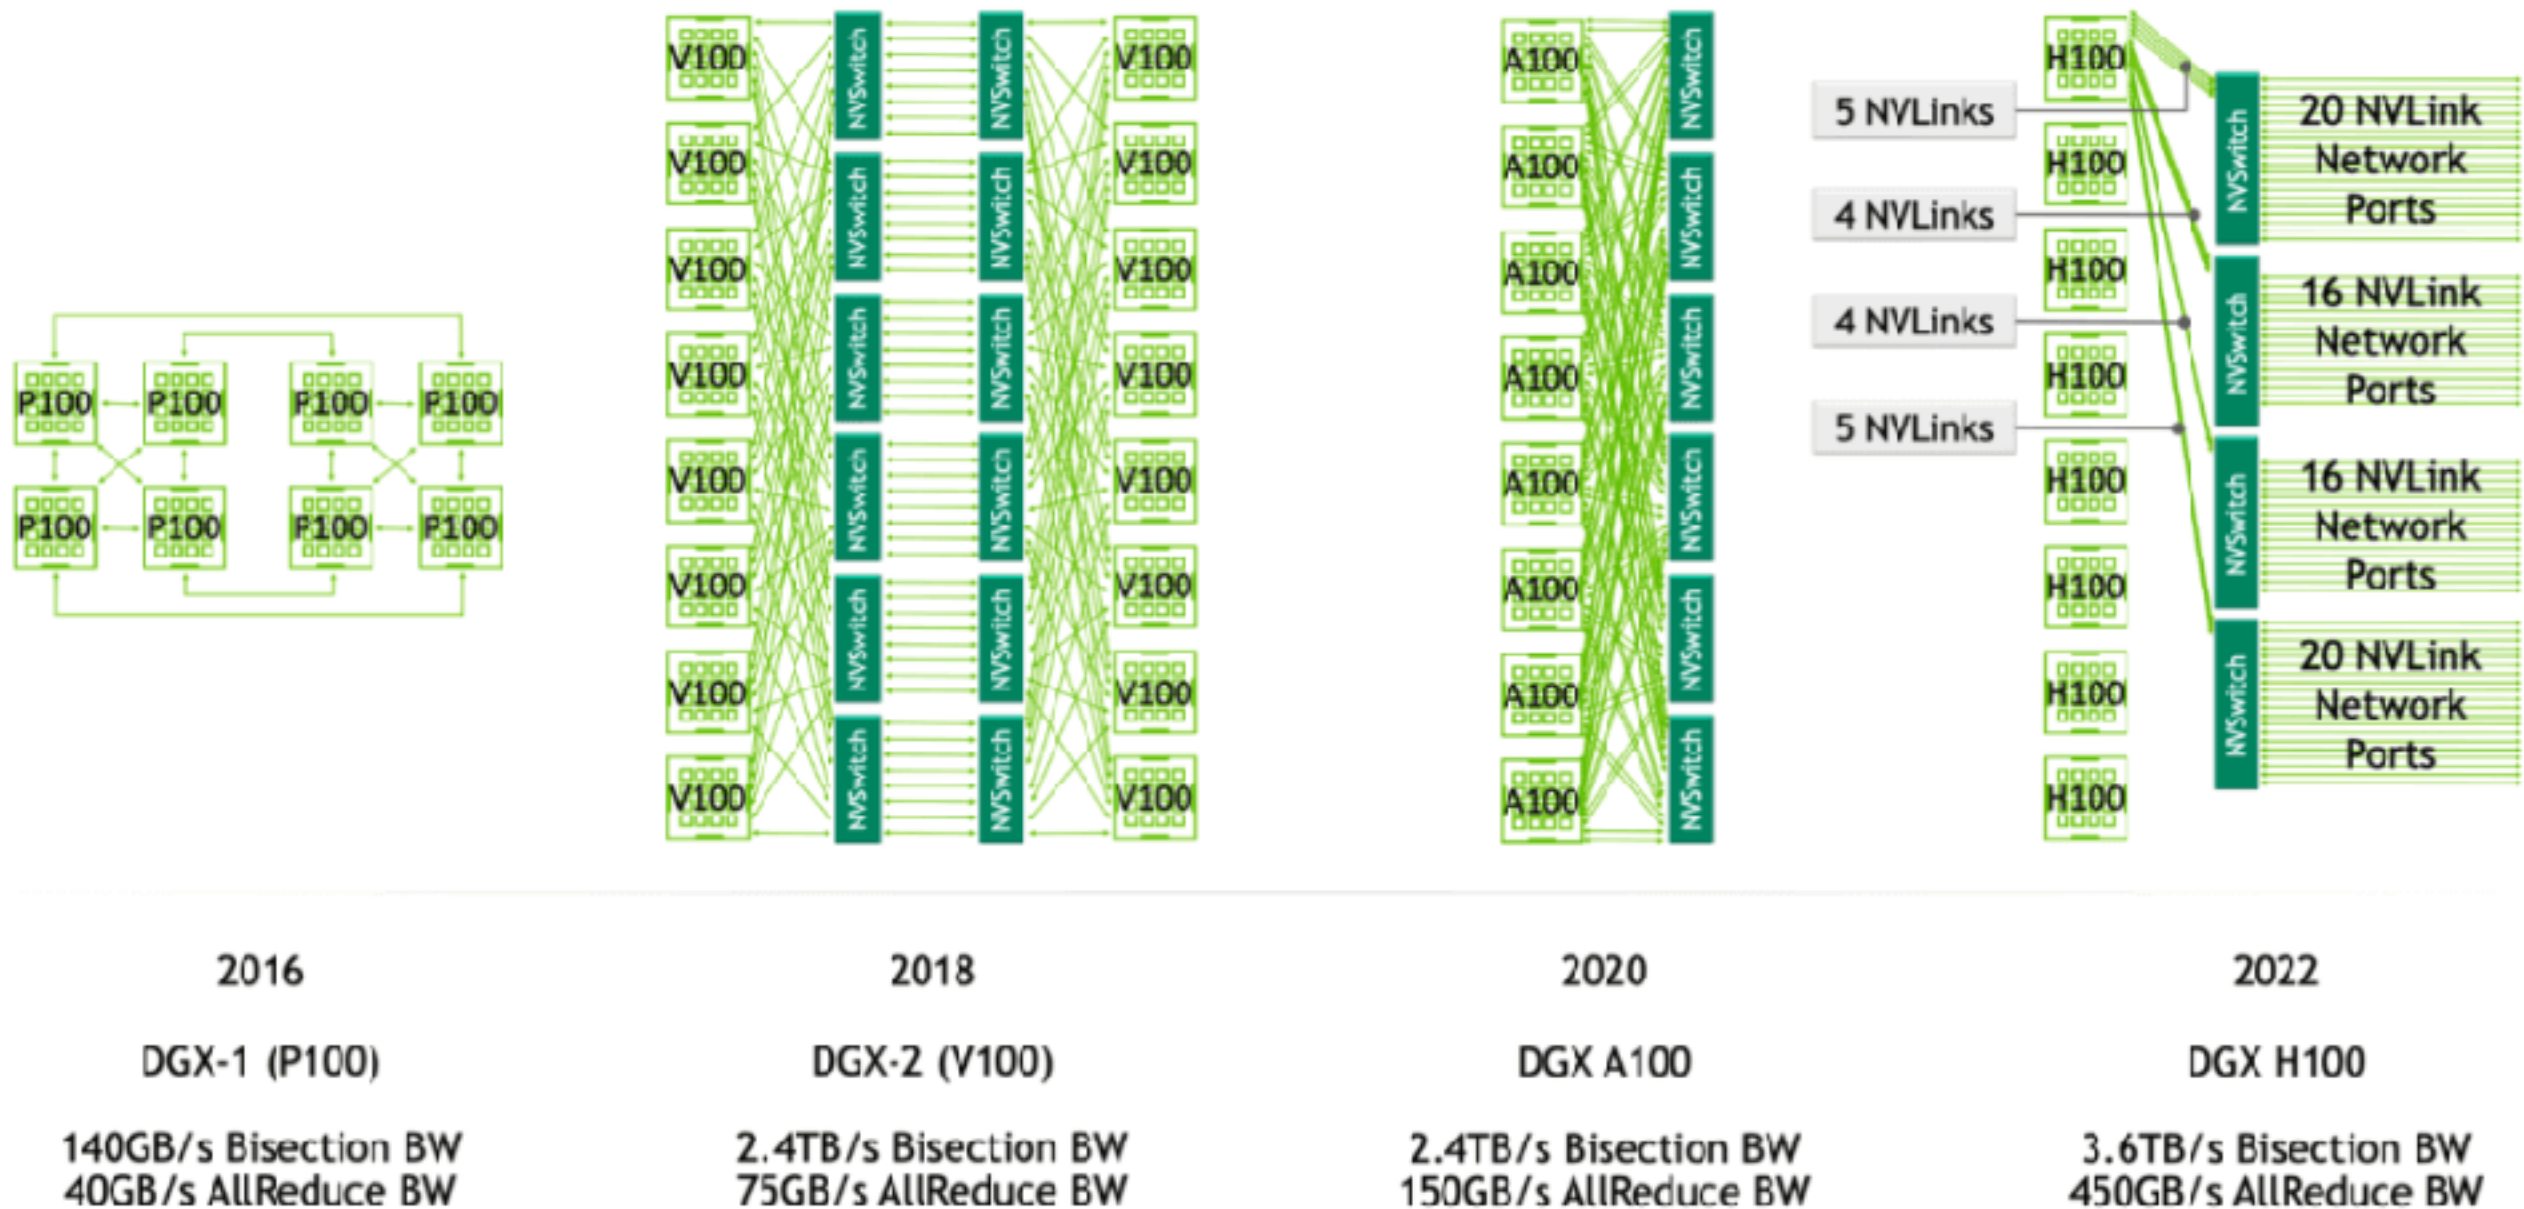 P100 P100 P100 P100
P100 P100 P100 P100
V100
V100
V100
V100
V100
V100
V100
V100
NVSwitch
NVSwitch
NVSwitch
NVSwitch
NVSwitch
NVSwitch
NVSwitch
NVSwitch
NVSwitch
NVSwitch
NVSwitch
NVSwitch
V100
V100
V100
V100
V100
V100
V100
V100
A100
A100
A100
A100
A100
A100
A100
A100
NVSwitch
NVSwitch
NVSwitch
NVSwitch
NVSwitch
NVSwitch
5 NVLinks
4 NVLinks
4 NVLinks
5 NVLinks
H100
H100
H100
H100
H100
H100
H100
H100
NVSwitch
NVSwitch
NVSwitch
NVSwitch
20 NVLink
Network
Ports
16 NVLink
Network
Ports
16 NVLink
Network
Ports
20 NVLink
Network
Ports
2016
DGX-1 (P100)
140GB/s Bisection BW
40GB/s AllReduce BW
2018
DGX-2 (V100)
2.4TB/s Bisection BW
75GB/s AllReduce BW
2020
DGX A100
2.4TB/s Bisection BW
150GB/s AllReduce BW
2022
DGX H100
3.6TB/s Bisection BW
450GB/s AllReduce BW